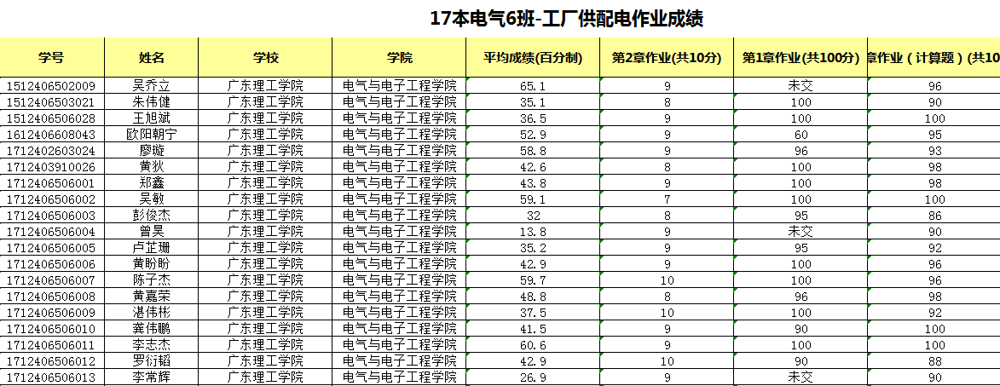 17本电气6班-工厂供配电作业成绩
学号 姓名 学校 学院 平均成绩(百分制) 第2章作业(共10分) 第1章作业(共100分) 章作业（计算题）(共10
1512406502009 吴乔立 广东理工学院 电气与电子工程学院 65.1 9 未交 96
1512406503021 朱伟健 广东理工学院 电气与电子工程学院 35.1 8 100 90
1512406506028 王旭斌 广东理工学院 电气与电子工程学院 36.5 9 100 100
1612406608043 欧阳朝宁 广东理工学院 电气与电子工程学院 52.9 9 60 95
1712402603024 廖璇 广东理工学院 电气与电子工程学院 58.8 9 96 93
1712403910026 黄狄 广东理工学院 电气与电子工程学院 42.6 8 100 98
1712406506001 郑鑫 广东理工学院 电气与电子工程学院 43.8 9 100 98
1712406506002 吴敏 广东理工学院 电气与电子工程学院 59.1 7 100 100
1712406506003 彭俊杰 广东理工学院 电气与电子工程学院 32 8 95 86
1712406506004 曾昊 广东理工学院 电气与电子工程学院 13.8 9 未交 90
1712406506005 卢芷珊 广东理工学院 电气与电子工程学院 35.2 9 95 92
1712406506006 黄盼盼 广东理工学院 电气与电子工程学院 42.9 9 100 96
1712406506007 陈子杰 广东理工学院 电气与电子工程学院 59.7 10 100 96
1712406506008 黄嘉荣 广东理工学院 电气与电子工程学院 48.8 8 96 98
1712406506009 湛伟彬 广东理工学院 电气与电子工程学院 37.5 10 100 92
1712406506010 龚伟鹏 广东理工学院 电气与电子工程学院 41.5 9 90 100
1712406506011 李志杰 广东理工学院 电气与电子工程学院 60.6 9 100 100
1712406506012 罗衍韬 广东理工学院 电气与电子工程学院 42.9 10 90 88
1712406506013 李常辉 广东理工学院 电气与电子工程学院 26.9 9 未交 90